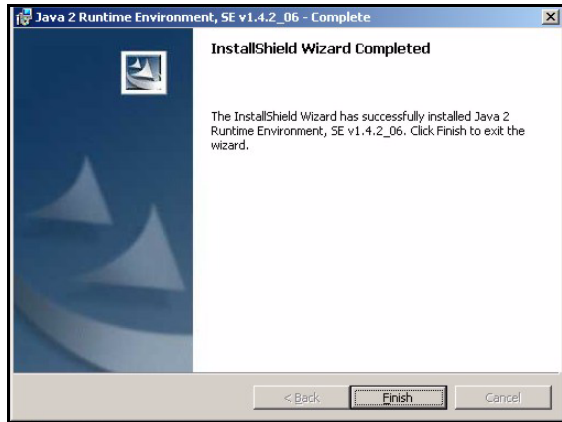 Java 2 Runtime Environment, SE v1.4.2_06 - Complete
InstallShield Wizard Completed
The InstallShield Wizard has successfully installed Java 2
Runtime Environment, SE v1.4.2_06. Click Finish to exit the
wizard.
< Back
Finish
Cancel